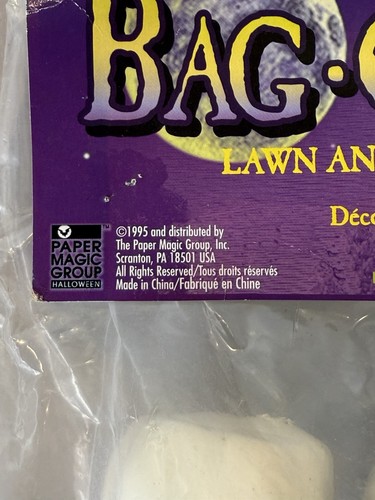 BAG·
LAWN AN
Déco
PAPER
MAGIC
GROUP
HALLOWEEN
TM
©1995 and distributed by
The Paper Magic Group, Inc.
Scranton, PA 18501 USA
All Rights Reserved/Tous droits réservés
Made in China/Fabriqué en Chine